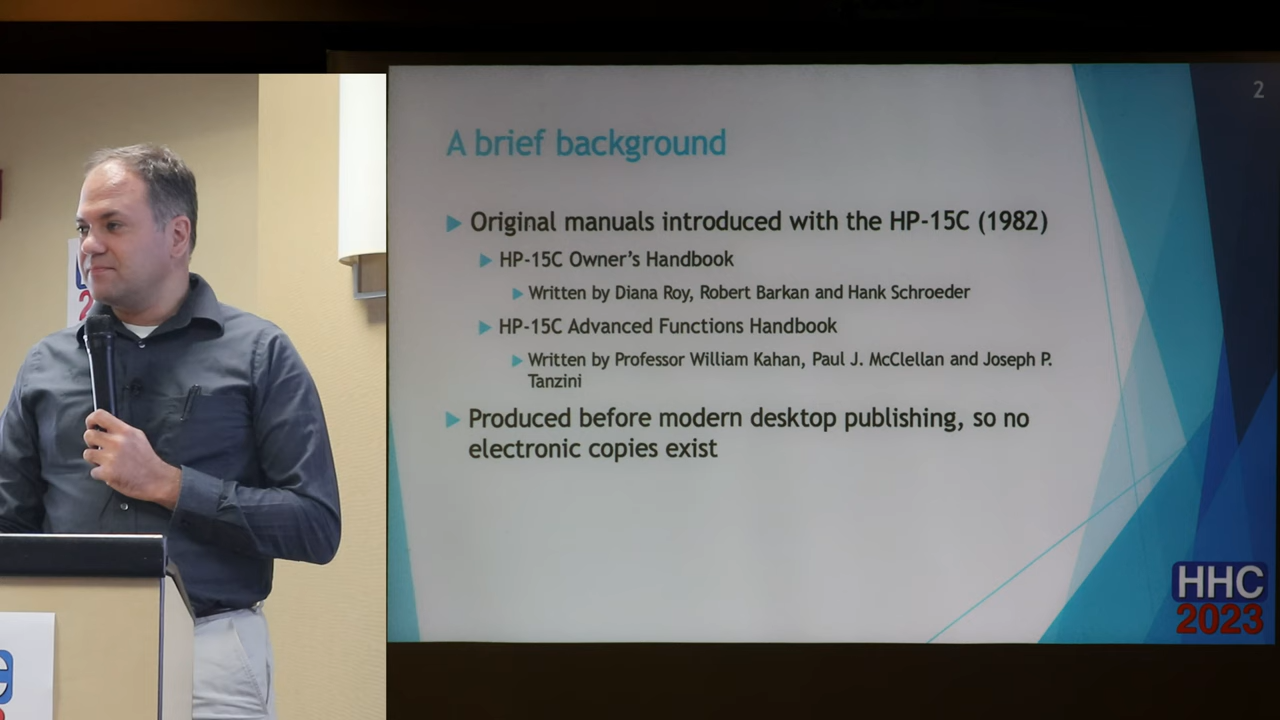 2
A brief background
Original manuals introduced with the HP-15C (1982)
HP-15C Owner's Handbook
Written by Diana Roy, Robert Barkan and Hank Schroeder
HP-15C Advanced Functions Handbook
Written by Professor William Kahan, Paul J. McClellan and Joseph P.
Tanzini
Produced before modern desktop publishing, so no
electronic copies exist
HHC
2023
2
C